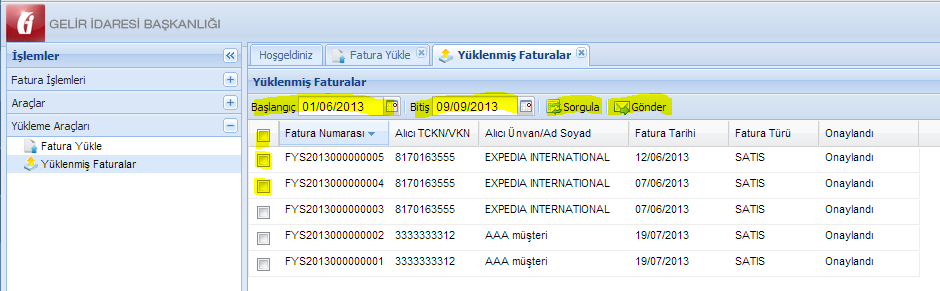 GELİR İDARESİ BAŞKANLIĞI
İşlemler
Fatura İşlemleri
Araçlar
Yükleme Araçları
Fatura Yükle
Yüklenmiş Faturalar
Hoşgeldiniz Fatura Yükle Yüklenmiş Faturalar
Yüklenmiş Faturalar
Başlangıç 01/06/2013 Bitiş 09/09/2013 Sorgula Gönder
Fatura Numarası Alıcı TCKN/VKN Alıcı Ünvan/Ad Soyad Fatura Tarihi Fatura Türü Onaylandı
FYS2013000000005 8170163555 EXPEDIA INTERNATIONAL 12/06/2013 SATIS Onaylandı
FYS2013000000004 8170163555 EXPEDIA INTERNATIONAL 07/06/2013 SATIS Onaylandı
FYS2013000000003 8170163555 EXPEDIA INTERNATIONAL 07/06/2013 SATIS Onaylandı
FYS2013000000002 3333333312 AAA müşteri 19/07/2013 SATIS Onaylandı
FYS2013000000001 3333333312 AAA müşteri 19/07/2013 SATIS Onaylandı